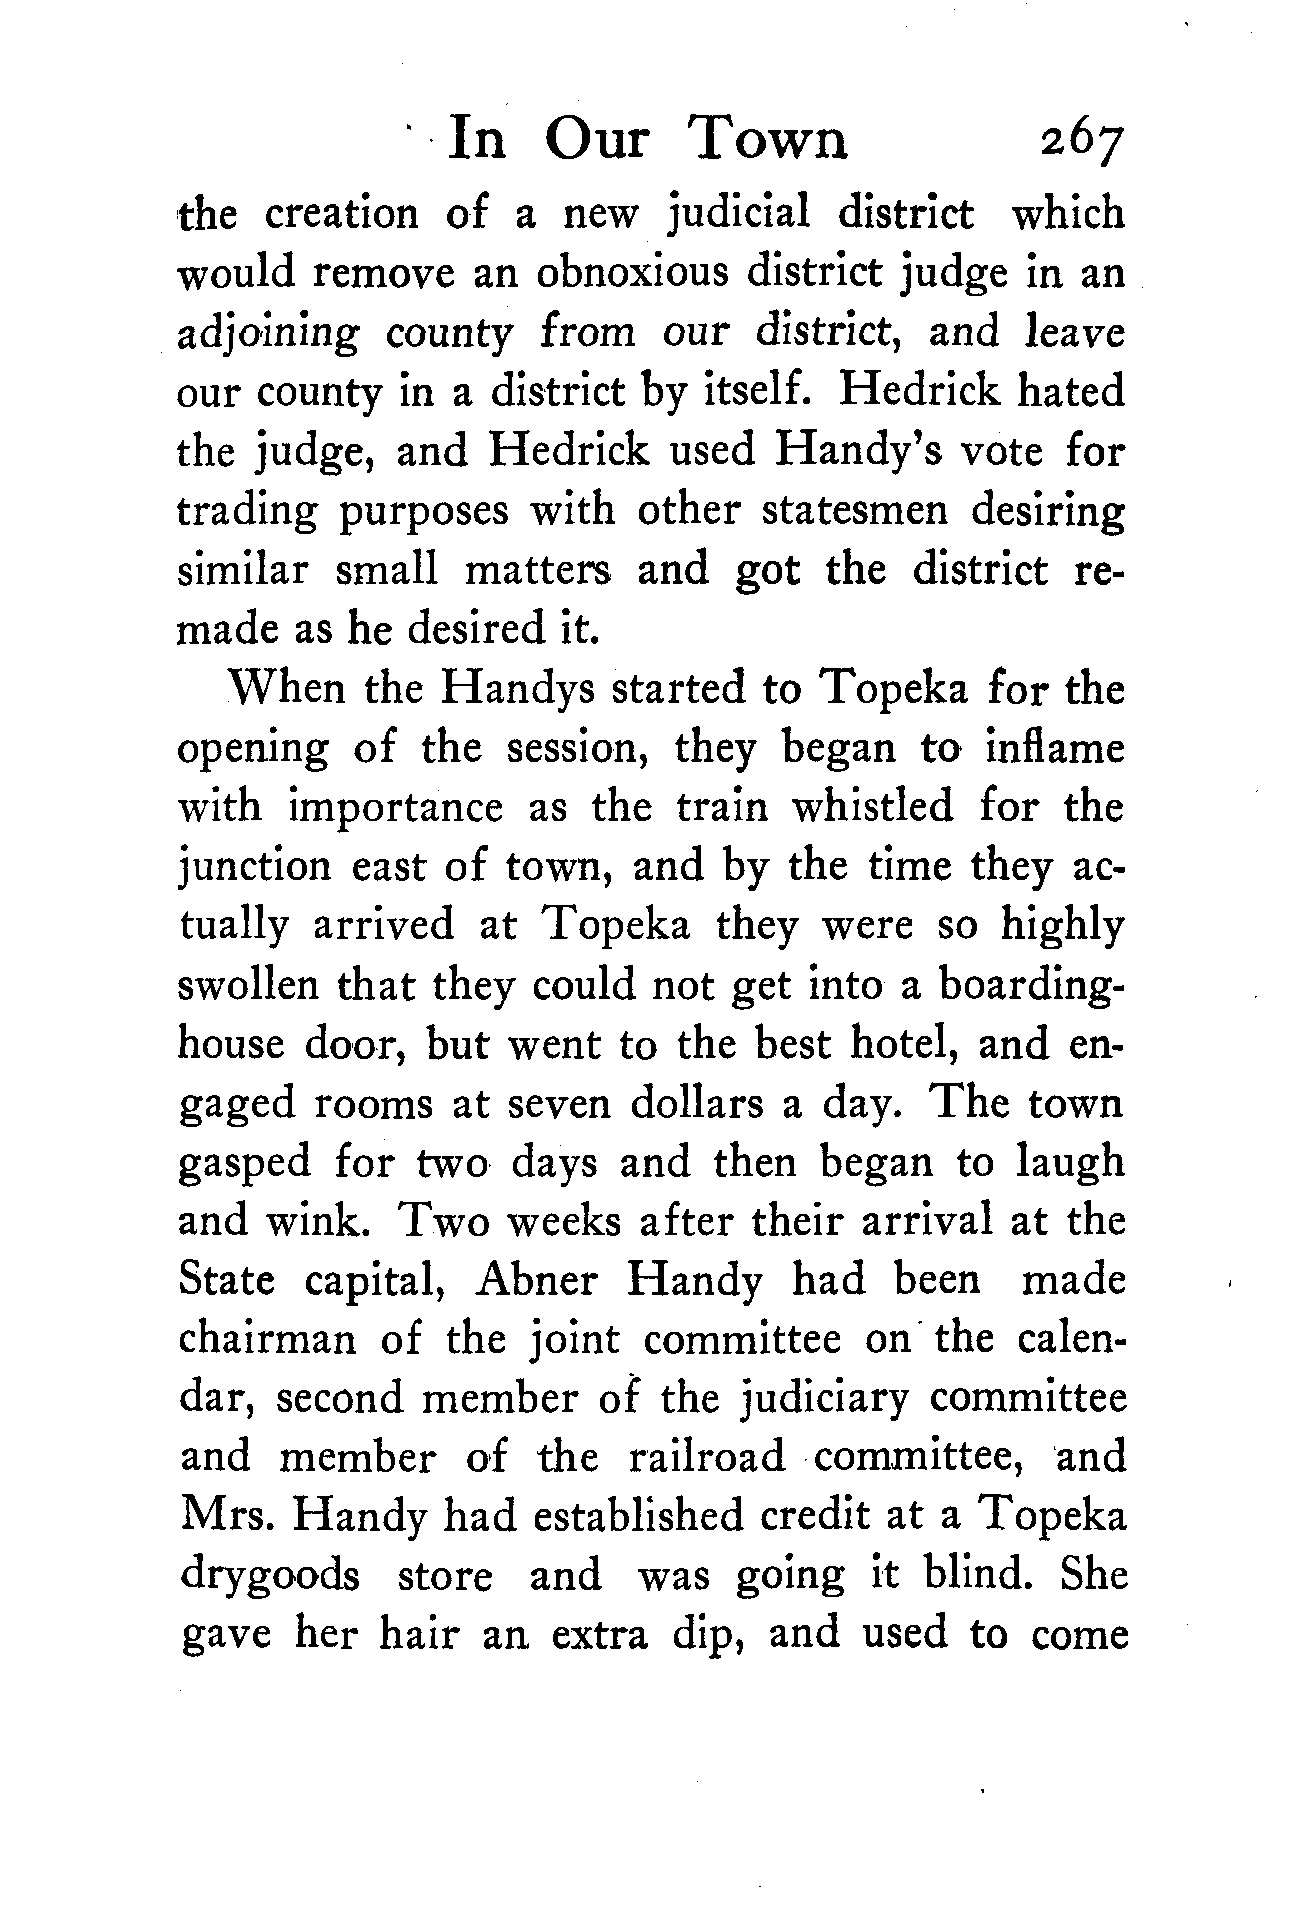 In Our Town 267
the creation of a new judicial district which
would remove an obnoxious district judge in an
adjoining county from our district, and leave
our county in a district by itself. Hedrick hated
the judge, and Hedrick used Handy's vote for
trading purposes with other statesmen desiring
similar small matters and got the district re-
made as he desired it.
When the Handys started to Topeka for the
opening of the session, they began to inflame
with importance as the train whistled for the
junction east of town, and by the time they ac-
tually arrived at Topeka they were so highly
swollen that they could not get into a boarding-
house door, but went to the best hotel, and en-
gaged rooms at seven dollars a day. The town
gasped for two days and then began to laugh
and wink. Two weeks after their arrival at the
State capital, Abner Handy had been made
chairman of the joint committee on the calen-
dar, second member of the judiciary committee
and member of the railroad committee, and
Mrs. Handy had established credit at a Topeka
drygoods store and was going it blind. She
gave her hair an extra dip, and used to come